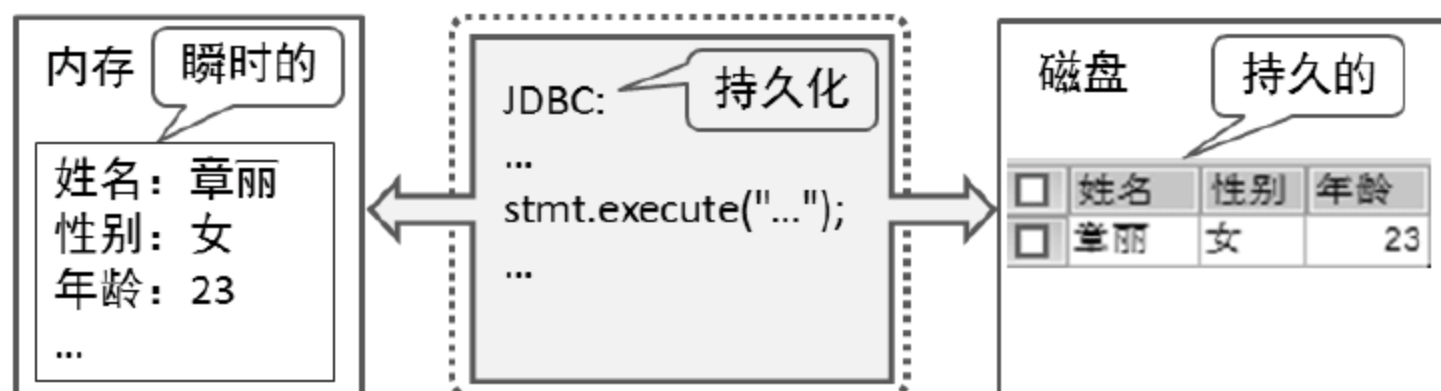 内存
瞬时的
姓名：章丽
性别：女
年龄：23
...
JDBC:
持久化
...
stmt.execute("...");
...
磁盘
持久的
姓名 性别 年龄
章丽 女 23